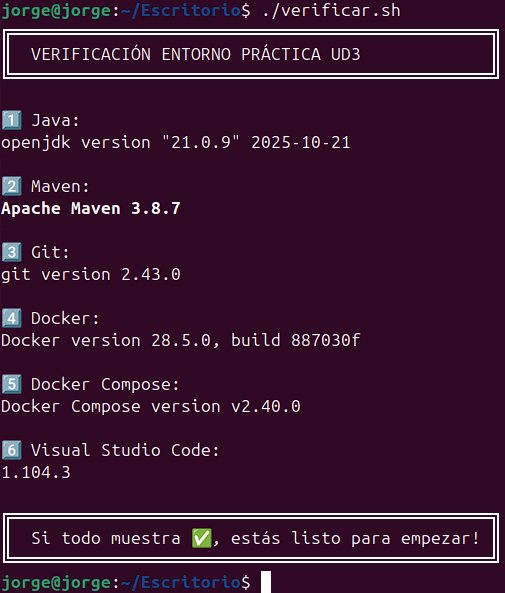 jorge@jorge:~/Escritorio$ ./verificar.sh
VERIFICACIÓN ENTORNO PRÁCTICA UD3
1️⃣ Java:
openjdk version "21.0.9" 2025-10-21
2️⃣ Maven:
Apache Maven 3.8.7
3️⃣ Git:
git version 2.43.0
4️⃣ Docker:
Docker version 28.5.0, build 887030f
5️⃣ Docker Compose:
Docker Compose version v2.40.0
6️⃣ Visual Studio Code:
1.104.3
Si todo muestra ✅, estás listo para empezar!
jorge@jorge:~/Escritorio$